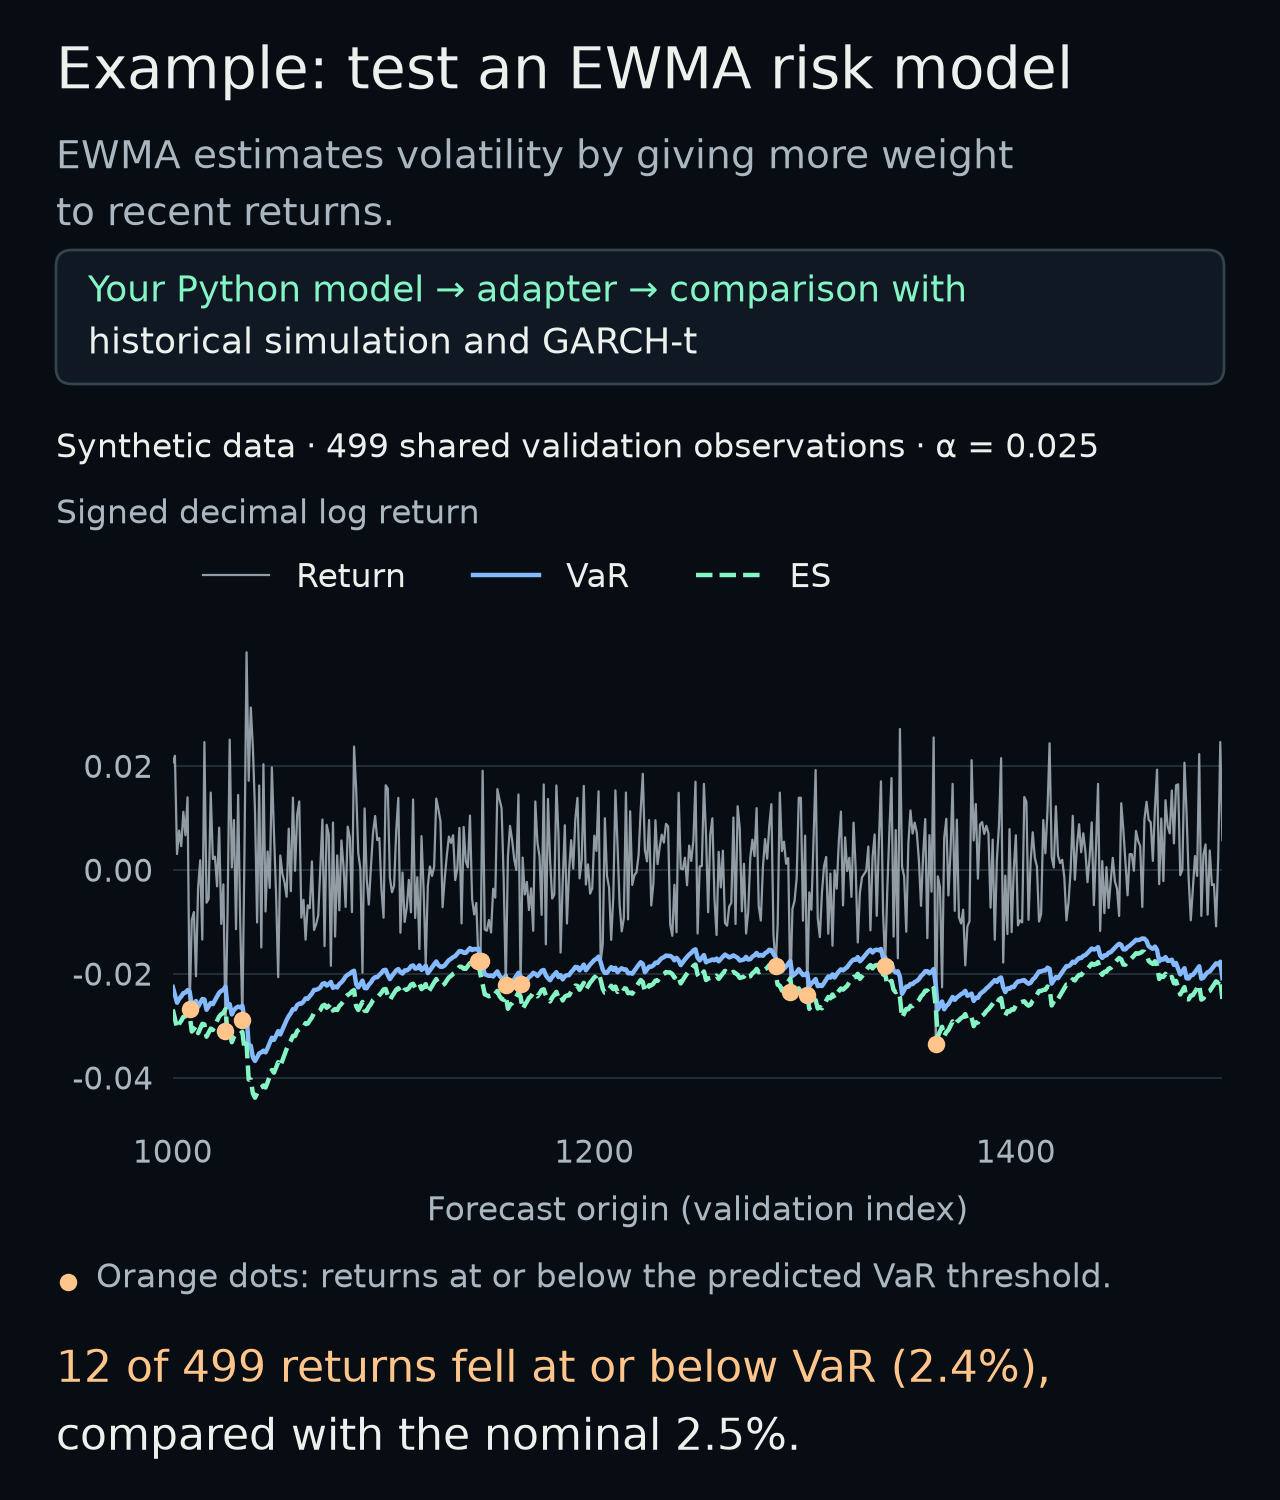 Example: test an EWMA risk model
EWMA estimates volatility by giving more weight
to recent returns.
Your Python model → adapter → comparison with
historical simulation and GARCH-t
Synthetic data · 499 shared validation observations · α = 0.025
Signed decimal log return
Return VaR ES
0.02
0.00
-0.02
-0.04
1000 1200 1400
Forecast origin (validation index)
Orange dots: returns at or below the predicted VaR threshold.
12 of 499 returns fell at or below VaR (2.4%),
compared with the nominal 2.5%.